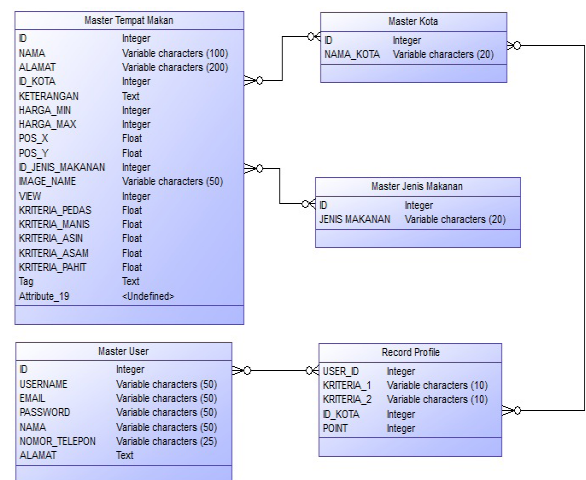 Master Tempat Makan
ID Integer
NAMA Variable characters (100)
ALAMAT Variable characters (200)
ID_KOTA Integer
KETERANGAN Text
HARGA_MIN Integer
HARGA_MAX Integer
POS_X Float
POS_Y Float
ID_JENIS_MAKANAN Integer
IMAGE_NAME Variable characters (50)
VIEW Integer
KRITERIA_PEDAS Float
KRITERIA_MANIS Float
KRITERIA_ASIN Float
KRITERIA_ASAM Float
KRITERIA_PAHIT Float
Tag Text
Attribute_19 <Undefined>
Master Kota
ID Integer
NAMA_KOTA Variable characters (20)
Master Jenis Makanan
ID Integer
JENIS MAKANAN Variable characters (20)
Master User
ID Integer
USERNAME Variable characters (50)
EMAIL Variable characters (50)
PASSWORD Variable characters (50)
NAMA Variable characters (50)
NOMOR_TELEPON Variable characters (25)
ALAMAT Text
Record Profile
USER_ID Integer
KRITERIA_1 Variable characters (10)
KRITERIA_2 Variable characters (10)
ID_KOTA Integer
POINT Integer